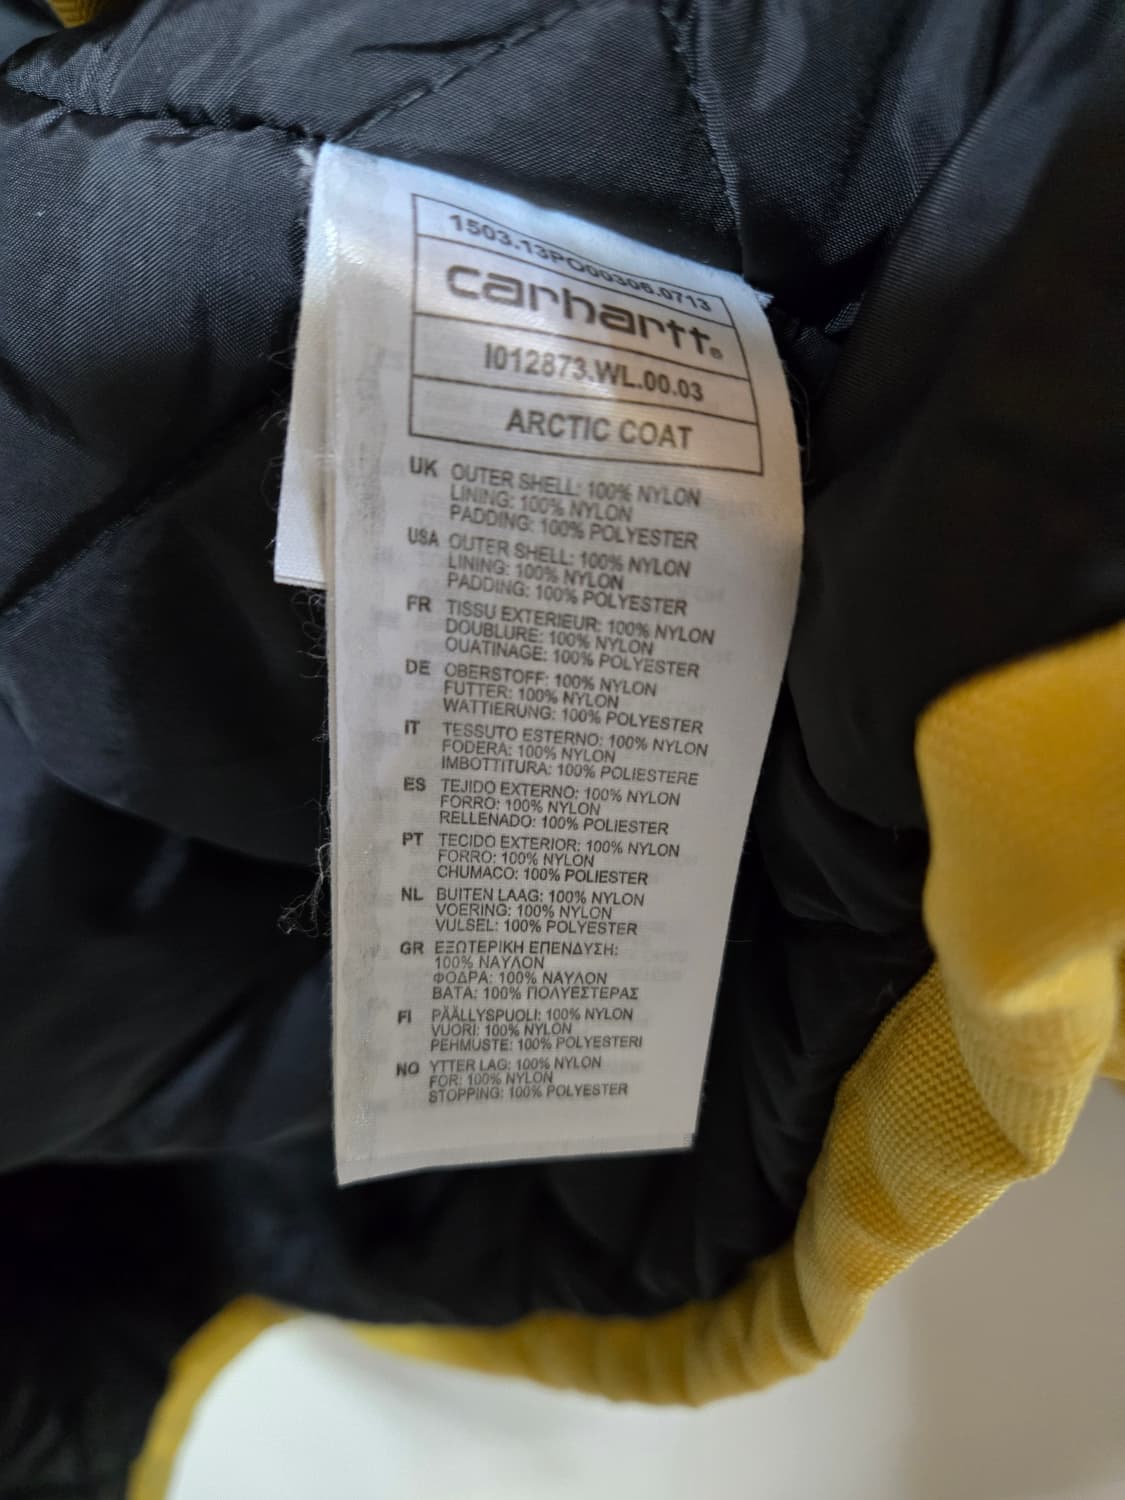 1503.13PO00306.0713
carhartt®
I012873.WL.00.03
ARCTIC COAT
UK OUTER SHELL: 100% NYLON
LINING: 100% NYLON
PADDING: 100% POLYESTER
USA OUTER SHELL: 100% NYLON
LINING: 100% NYLON
PADDING: 100% POLYESTER
FR TISSU EXTERIEUR: 100% NYLON
DOUBLURE: 100% NYLON
OUATINAGE: 100% POLYESTER
DE OBERSTOFF: 100% NYLON
FUTTER: 100% NYLON
WATTIERUNG: 100% POLYESTER
IT TESSUTO ESTERNO: 100% NYLON
FODERA: 100% NYLON
IMBOTTITURA: 100% POLIESTERE
ES TEJIDO EXTERNO: 100% NYLON
FORRO: 100% NYLON
RELLENADO: 100% POLIESTER
PT TECIDO EXTERIOR: 100% NYLON
FORRO: 100% NYLON
CHUMACO: 100% POLIESTER
NL BUITEN LAAG: 100% NYLON
VOERING: 100% NYLON
VULSEL: 100% POLYESTER
GR ΕΞΩΤΕΡΙΚΗ ΕΠΕΝΔΥΣΗ:
100% ΝΑΥΛΟΝ
ΦΟΔΡΑ: 100% ΝΑΥΛΟΝ
ΒΑΤΑ: 100% ΠΟΛΥΕΣΤΕΡΑΣ
FI PÄÄLLYSPUOLI: 100% NYLON
VUORI: 100% NYLON
PEHMUSTE: 100% POLYESTERI
NO YTTER LAG: 100% NYLON
FOR: 100% NYLON
STOPPING: 100% POLYESTER